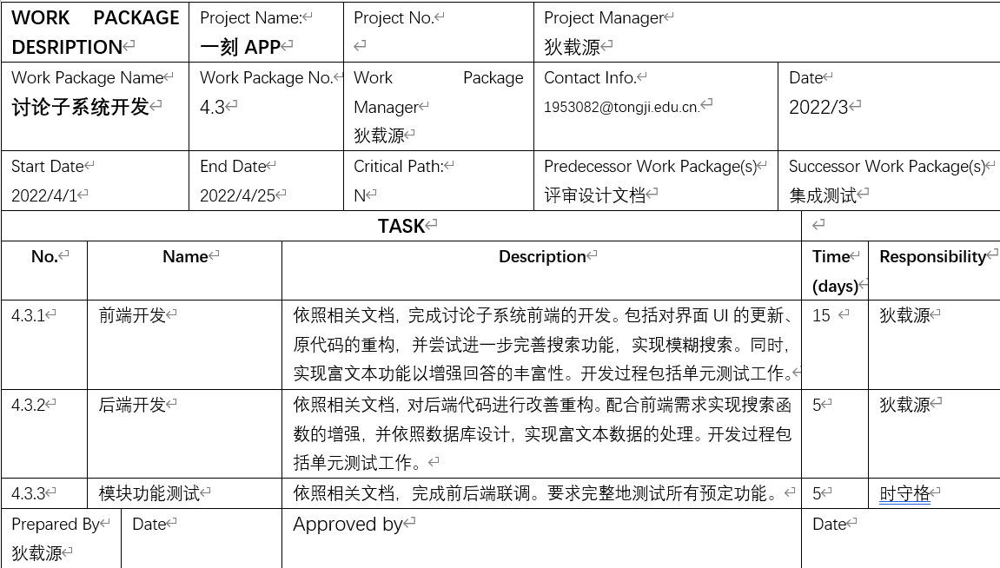 WORK PACKAGE
DESRIPTION
Project Name:
一刻 APP
Project No.
Project Manager
狄载源
Work Package Name
讨论子系统开发
Work Package No.
4.3
Work Package
Manager
狄载源
Contact Info.
1953082@tongji.edu.cn.
Date
2022/3
Start Date
2022/4/1
End Date
2022/4/25
Critical Path:
N
Predecessor Work Package(s)
评审设计文档
Successor Work Package(s)
集成测试
TASK
No.
Name
Description
Time
(days)
Responsibility
4.3.1
前端开发
依照相关文档，完成讨论子系统前端的开发。包括对界面 UI 的更新、
原代码的重构，并尝试进一步完善搜索功能，实现模糊搜索。同时，
实现富文本功能以增强回答的丰富性。开发过程包括单元测试工作。
15
狄载源
4.3.2
后端开发
依照相关文档，对后端代码进行改善重构。配合前端需求实现搜索函
数的增强，并依照数据库设计，实现富文本数据的处理。开发过程包
括单元测试工作。
5
狄载源
4.3.3
模块功能测试
依照相关文档，完成前后端联调。要求完整地测试所有预定功能。
5
时守格
Prepared By
狄载源
Date
Approved by
Date